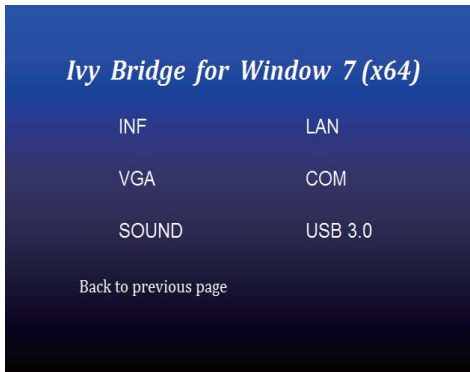 Ivy Bridge for Window 7 (x64)
INF LAN
VGA COM
SOUND USB 3.0
Back to previous page